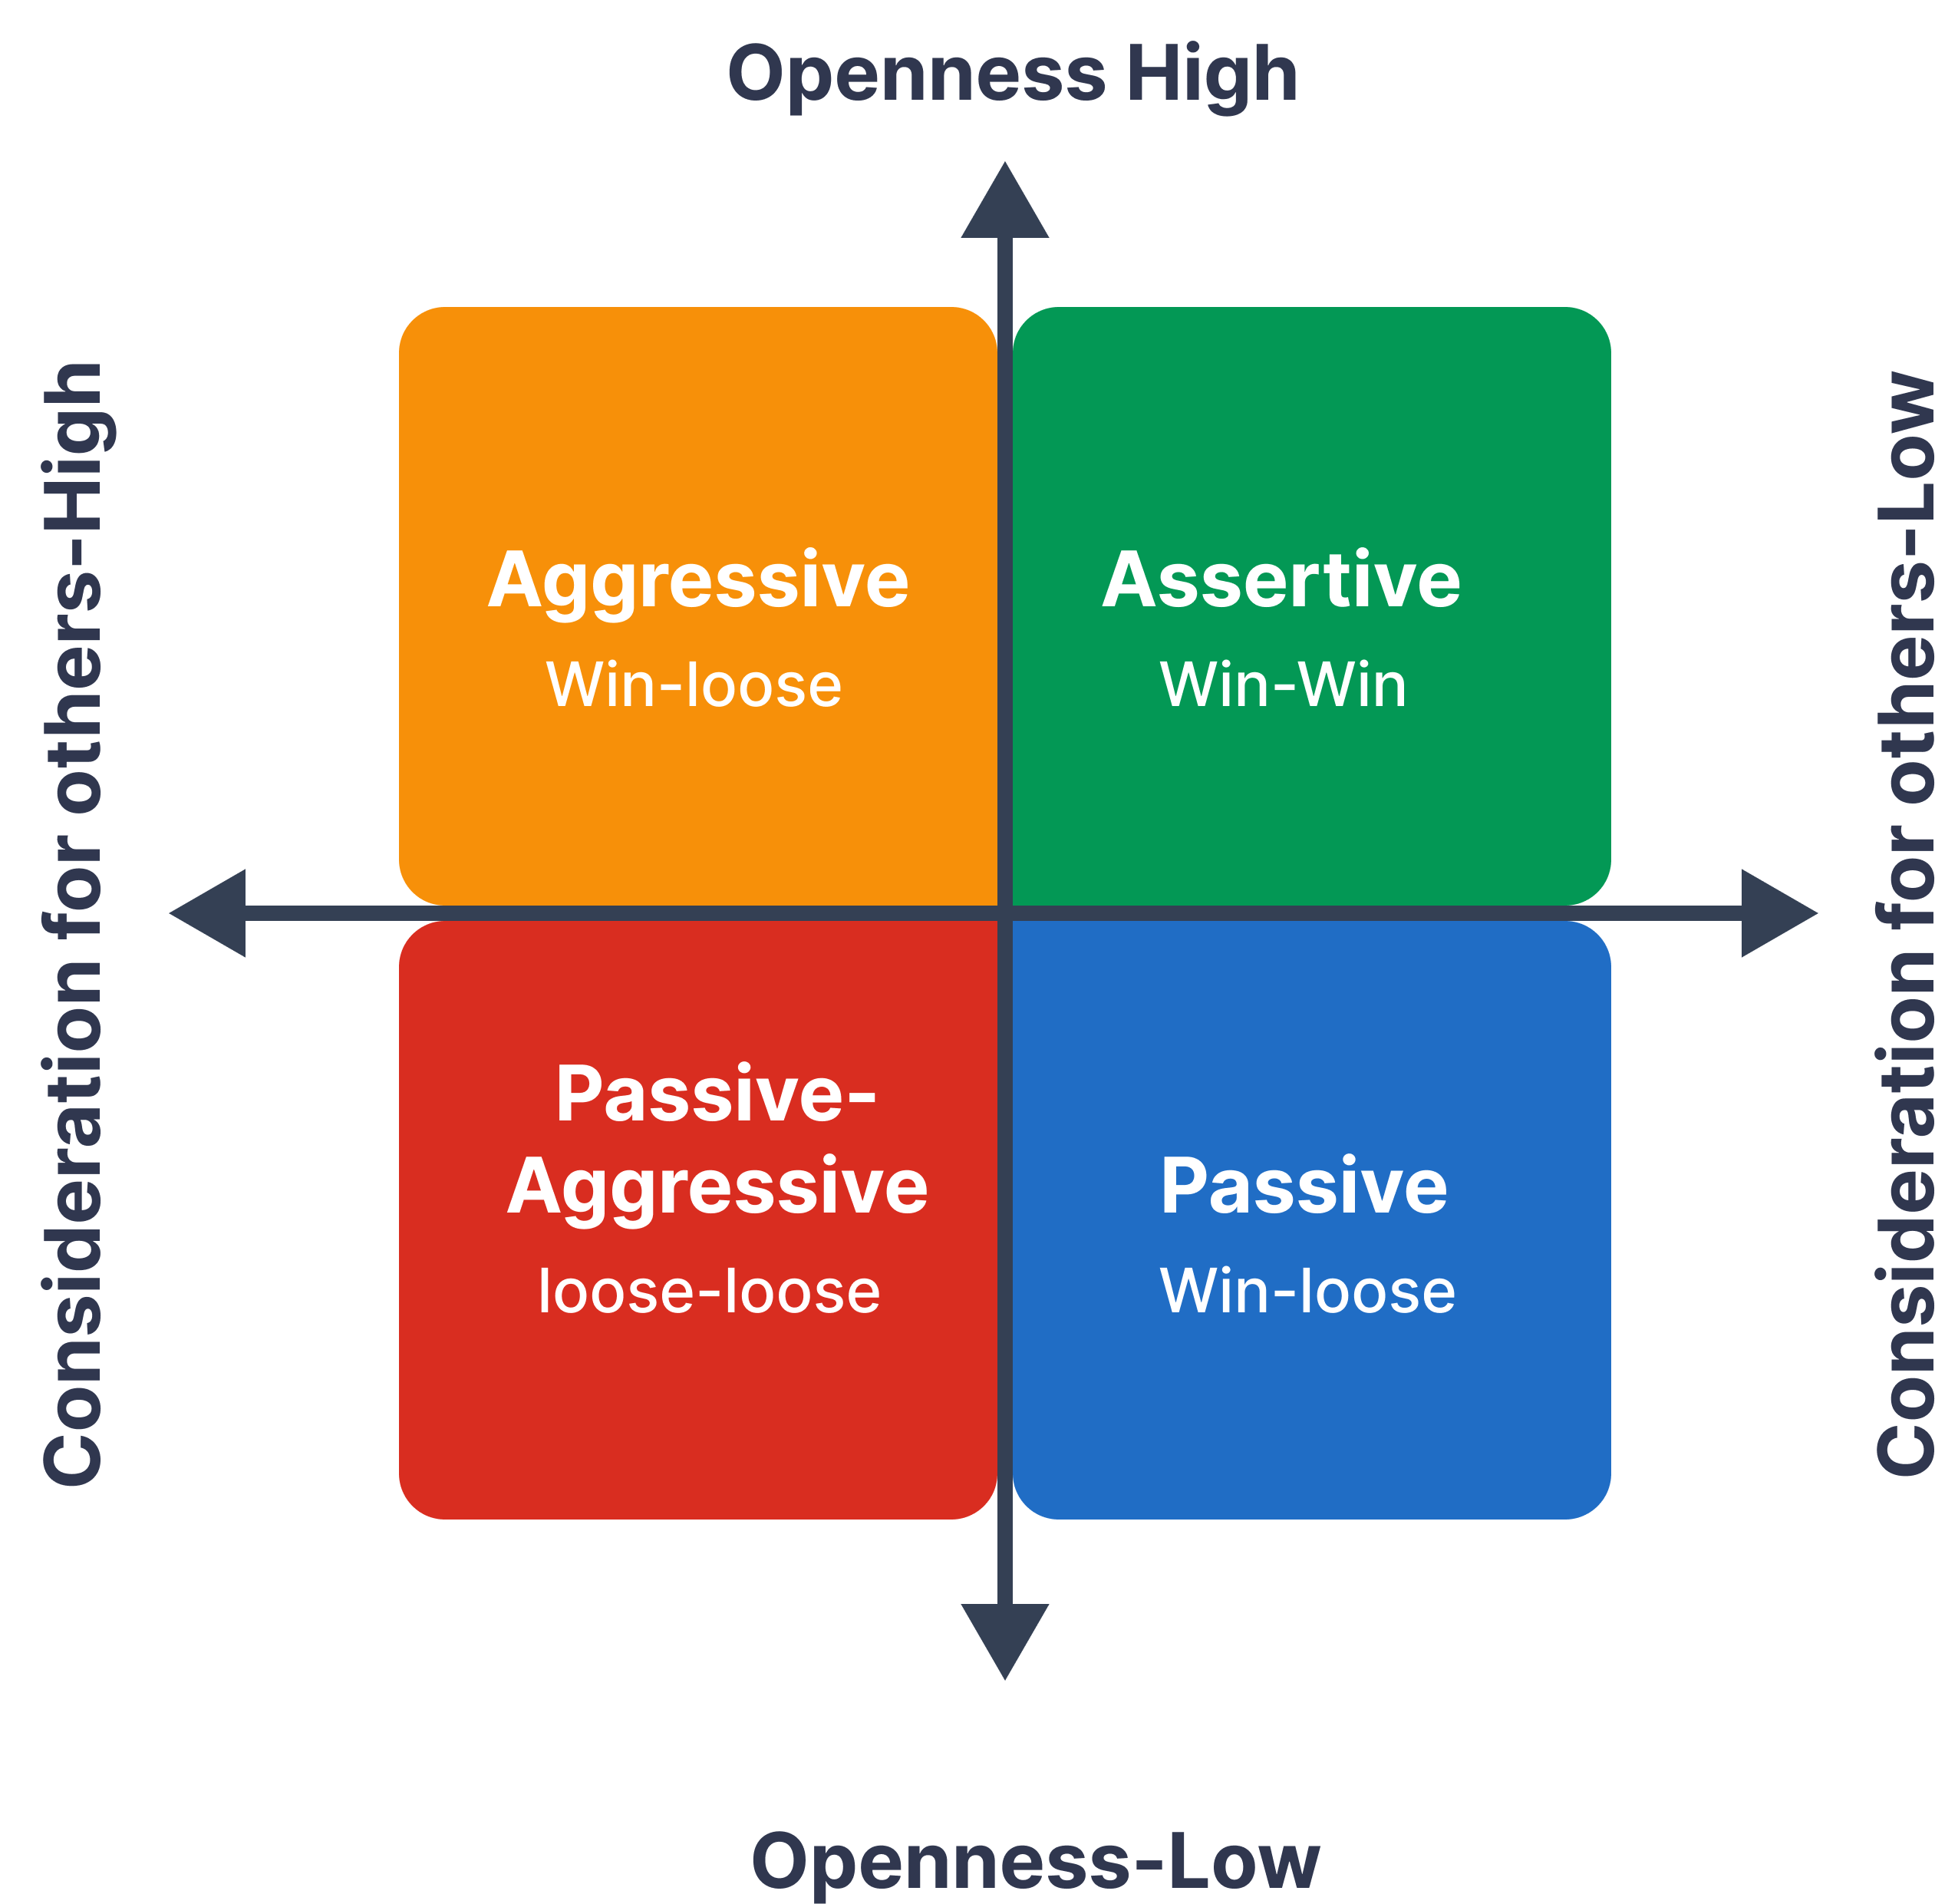 Openness High
Consideration for others-High
Aggressive
Win-loose
Assertive
Win-Win
Passive-
Aggressive
loose-loose
Passive
Win-loose
Consideration for others-Low
Openness-Low